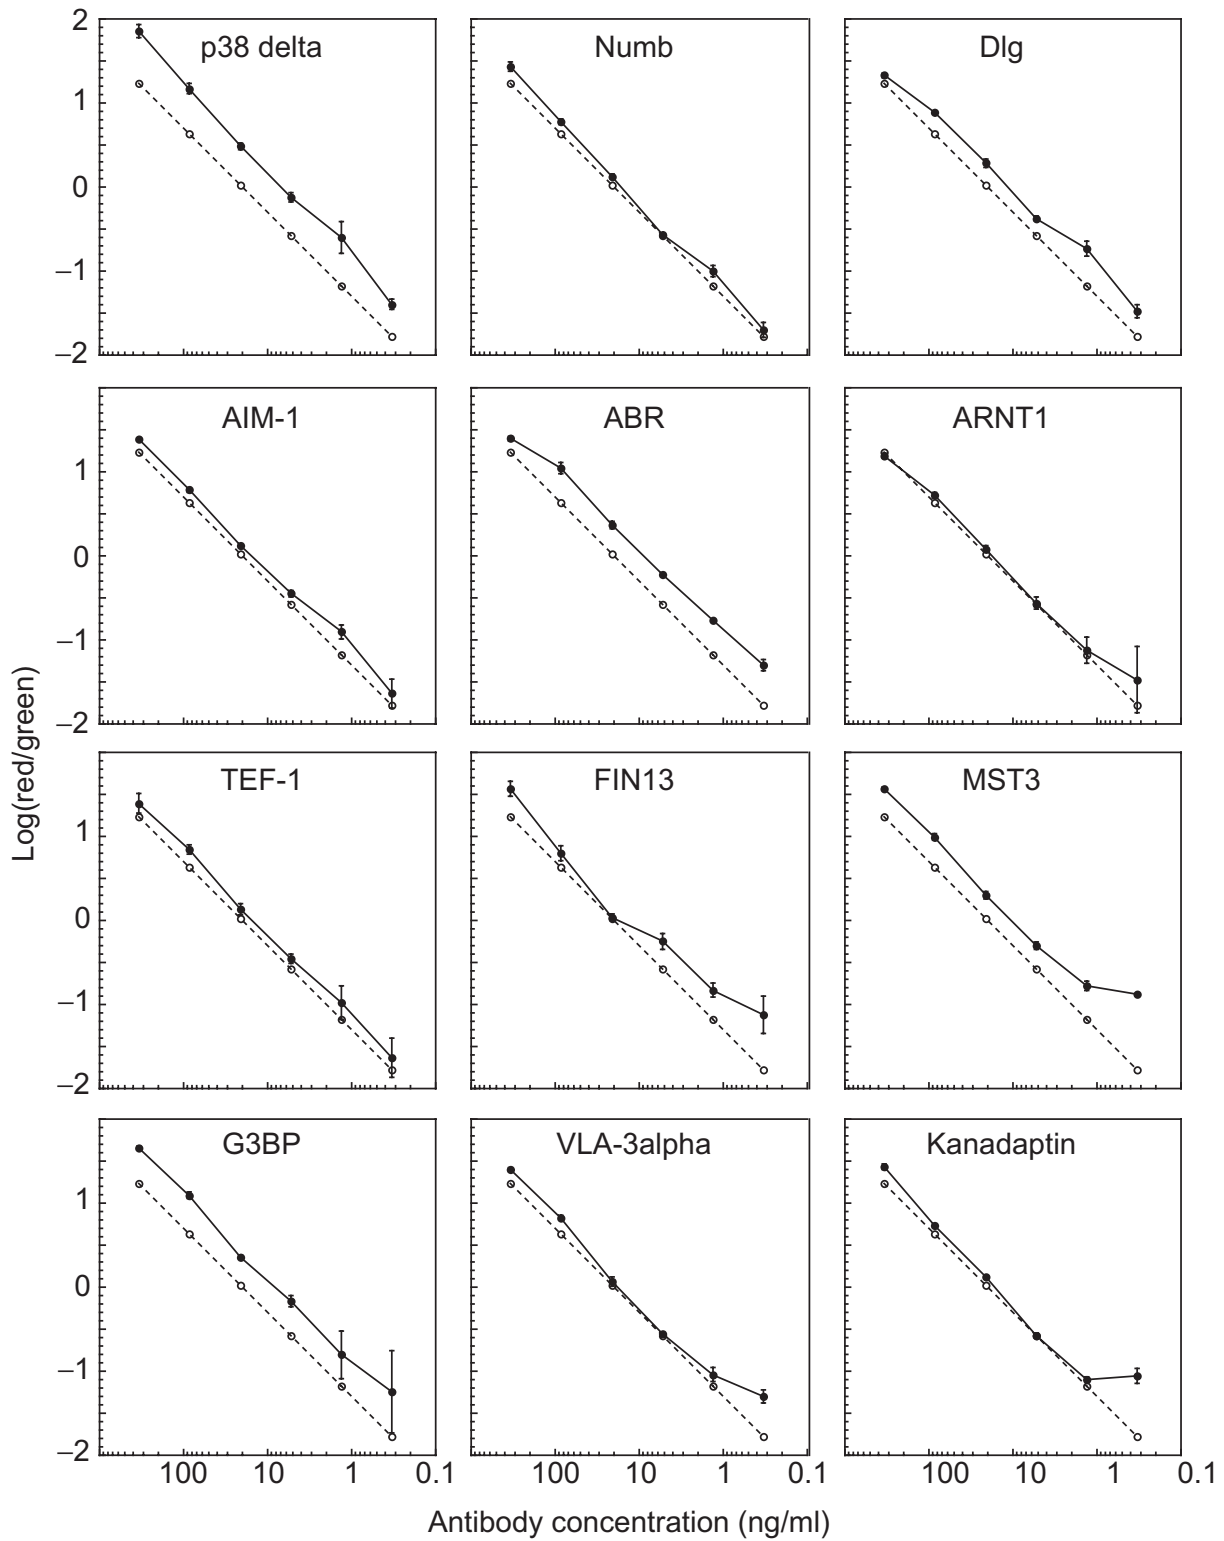 2
p38 delta
Numb
Dlg
1
0
−1
−2
AIM-1
ABR
ARNT1
1
0
−1
−2
Log(red/green)
TEF-1
FIN13
MST3
1
0
−1
−2
G3BP
VLA-3alpha
Kanadaptin
1
0
−1
−2
100 10 1 0.1 100 10 1 0.1 100 10 1 0.1
Antibody concentration (ng/ml)